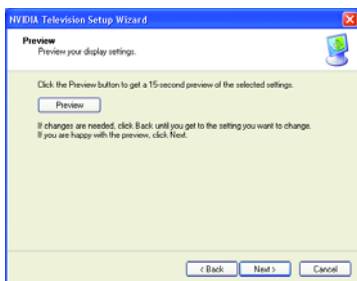 NVIDIA Television Setup Wizard
Preview
Preview your display settings.
Click the Preview button to get a 15-second preview of the selected settings.
Preview
If changes are needed, click Back until you get to the setting you want to change.
If you are happy with the preview, click Next.
< Back
Next >
Cancel